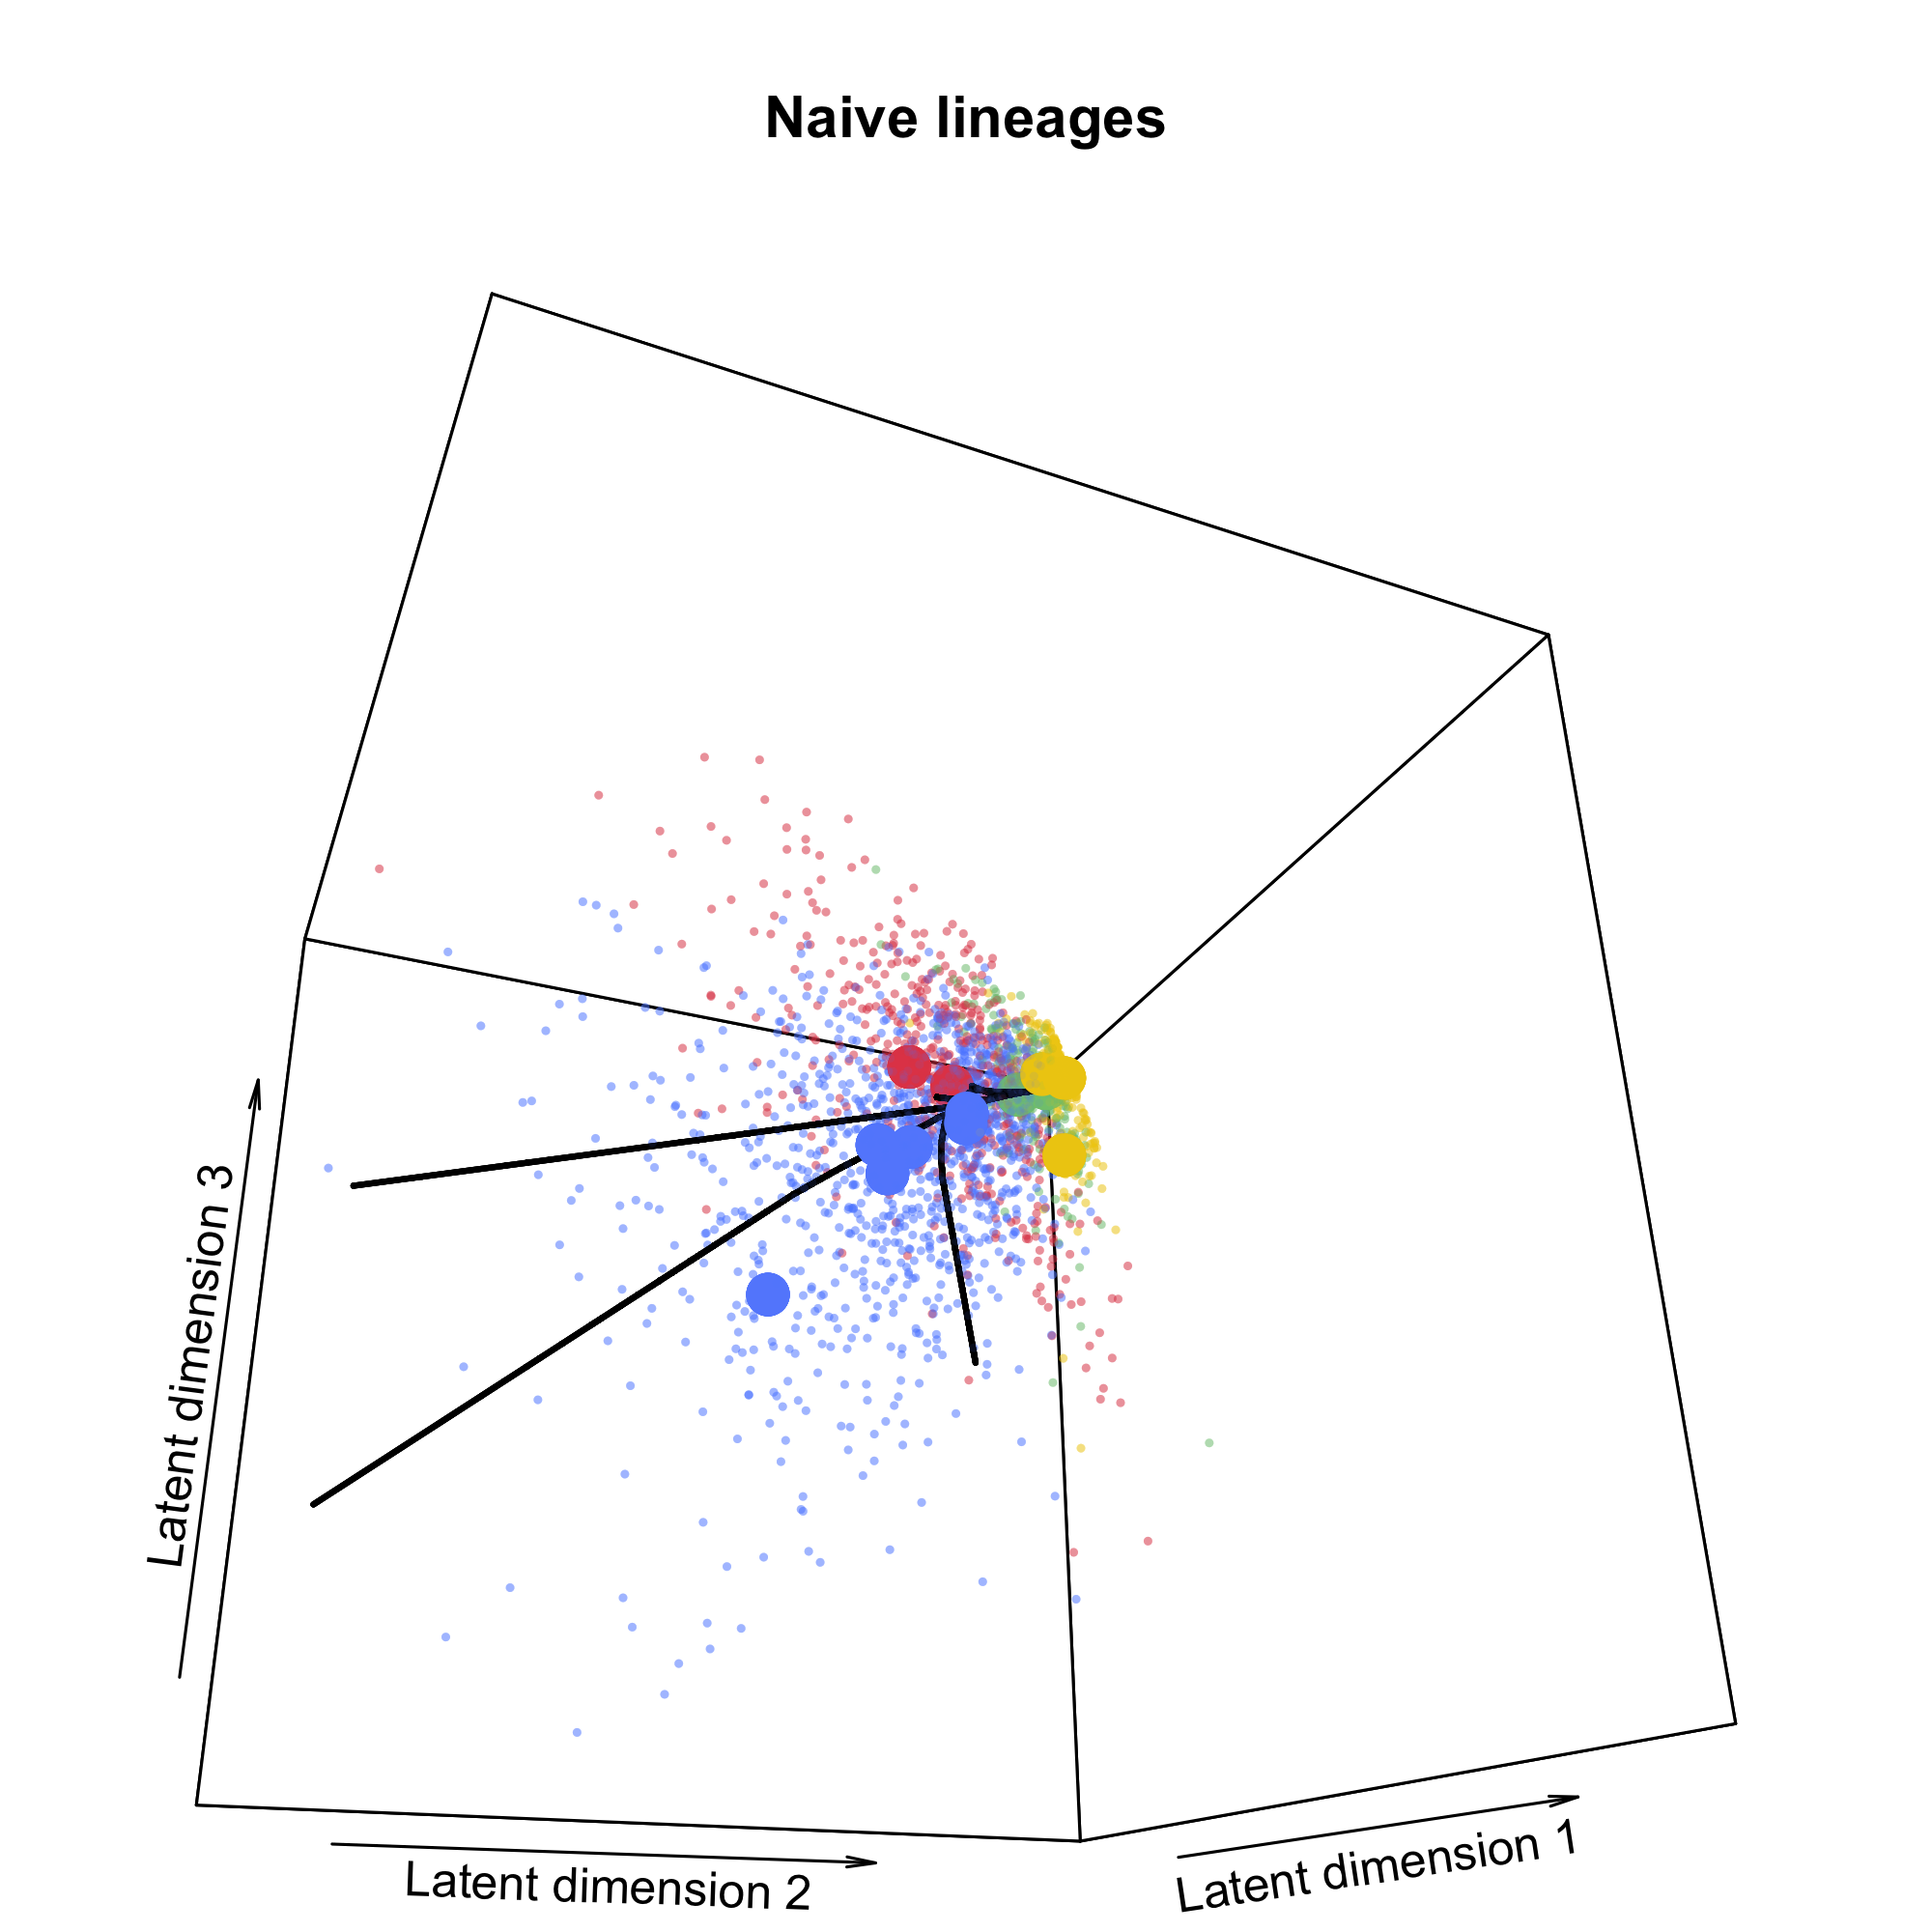 Naive lineages
Latent dimension 3
Latent dimension 2
Latent dimension 1